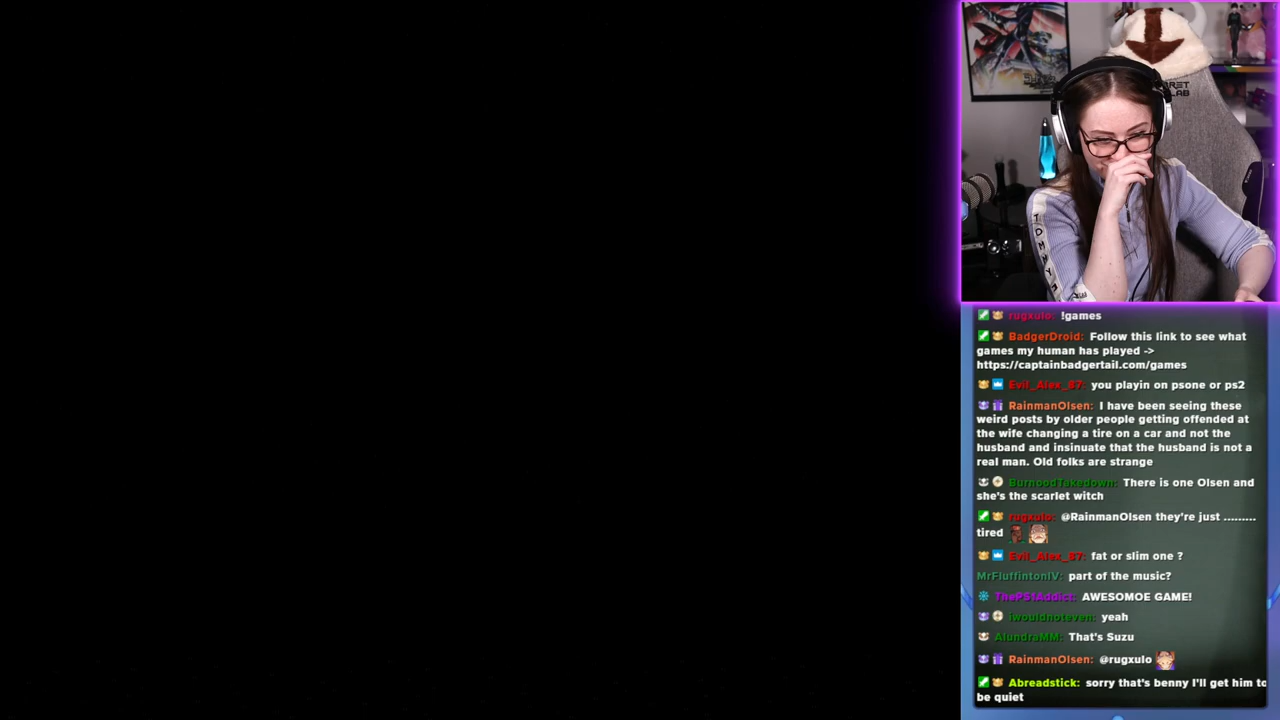 RET
LAB
TOMMY
rugxulo: !games
BadgerDroid: Follow this link to see what
games my human has played ->
https://captainbadgertail.com/games
Evil_Alex_87: you playin on psone or ps2
RainmanOlsen: I have been seeing these
weird posts by older people getting offended at
the wife changing a tire on a car and not the
husband and insinuate that the husband is not a
real man. Old folks are strange
BurnoodTakedown: There is one Olsen and
she's the scarlet witch
rugxulo: @RainmanOlsen they're just .........
tired
Evil_Alex_87: fat or slim one ?
MrFluffintonIV: part of the music?
ThePS1Addict: AWESOMOE GAME!
iwouldnoteven: yeah
AlundraMM: That's Suzu
RainmanOlsen: @rugxulo
Abreadstick: sorry that's benny I'll get him to
be quiet